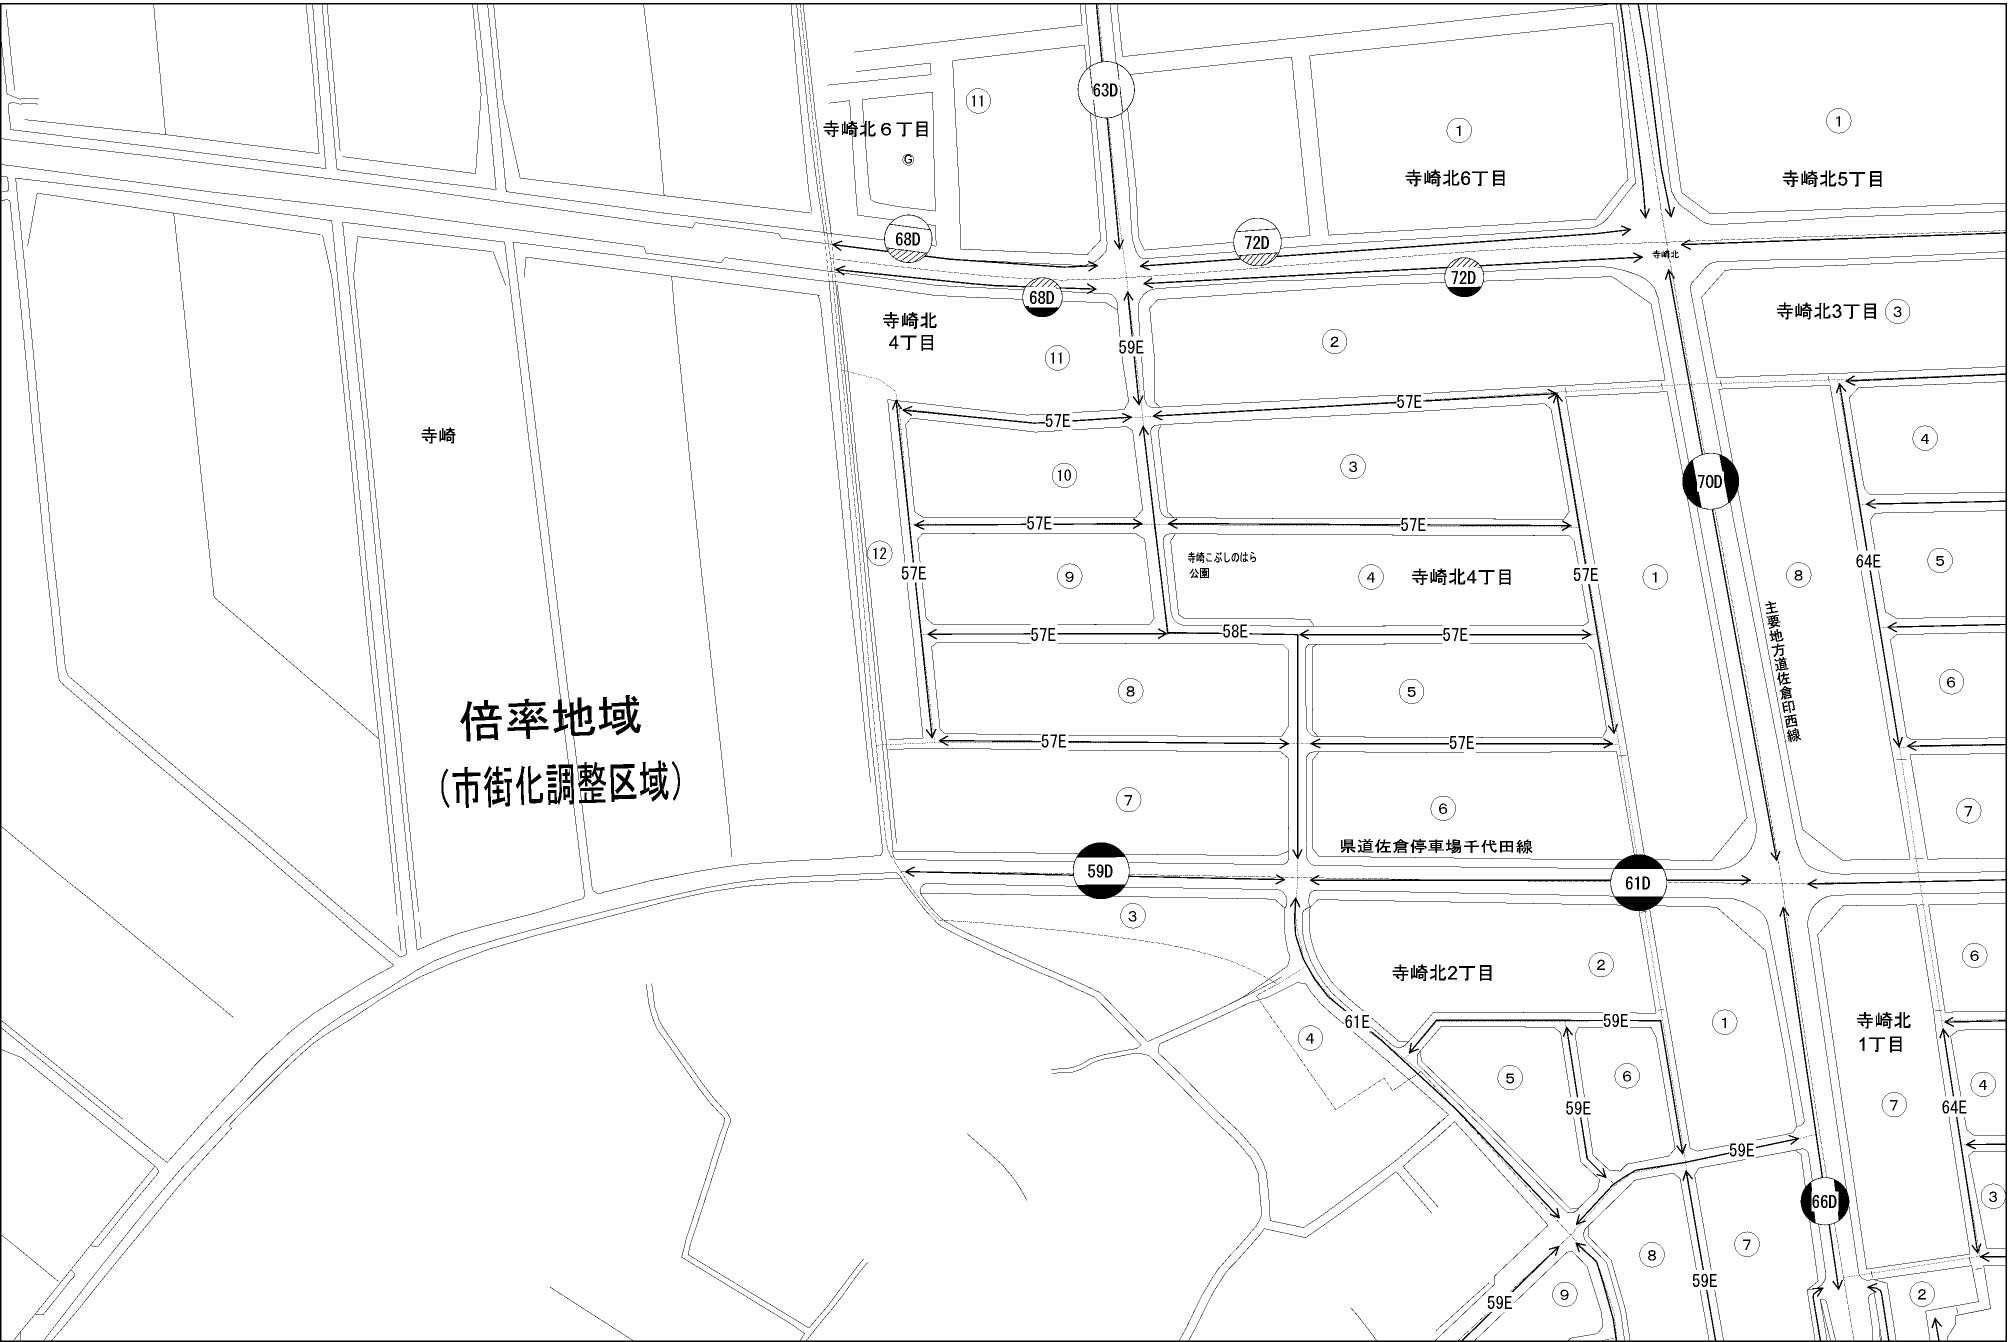 63D
⑪
①
①
寺崎北６丁目
G
寺崎北6丁目
寺崎北5丁目
68D
72D
寺崎北
68D
72D
寺崎北
4丁目
⑪
59E
②
寺崎北3丁目
③
57E
57E
寺崎
⑩
③
70D
④
57E
57E
⑫
57E
⑨
寺崎こぶしのはら
公園
④
寺崎北4丁目
57E
①
⑧
64E
⑤
57E
58E
57E
主要地方道佐倉印西線
⑧
⑤
⑥
倍率地域
(市街化調整区域)
57E
57E
⑦
⑥
⑦
県道佐倉停車場千代田線
59D
61D
③
寺崎北2丁目
②
⑥
61E
59E
①
寺崎北
1丁目
④
⑤
⑥
59E
④
⑦
64E
59E
66D
③
⑧
⑦
59E
59E
⑨
②